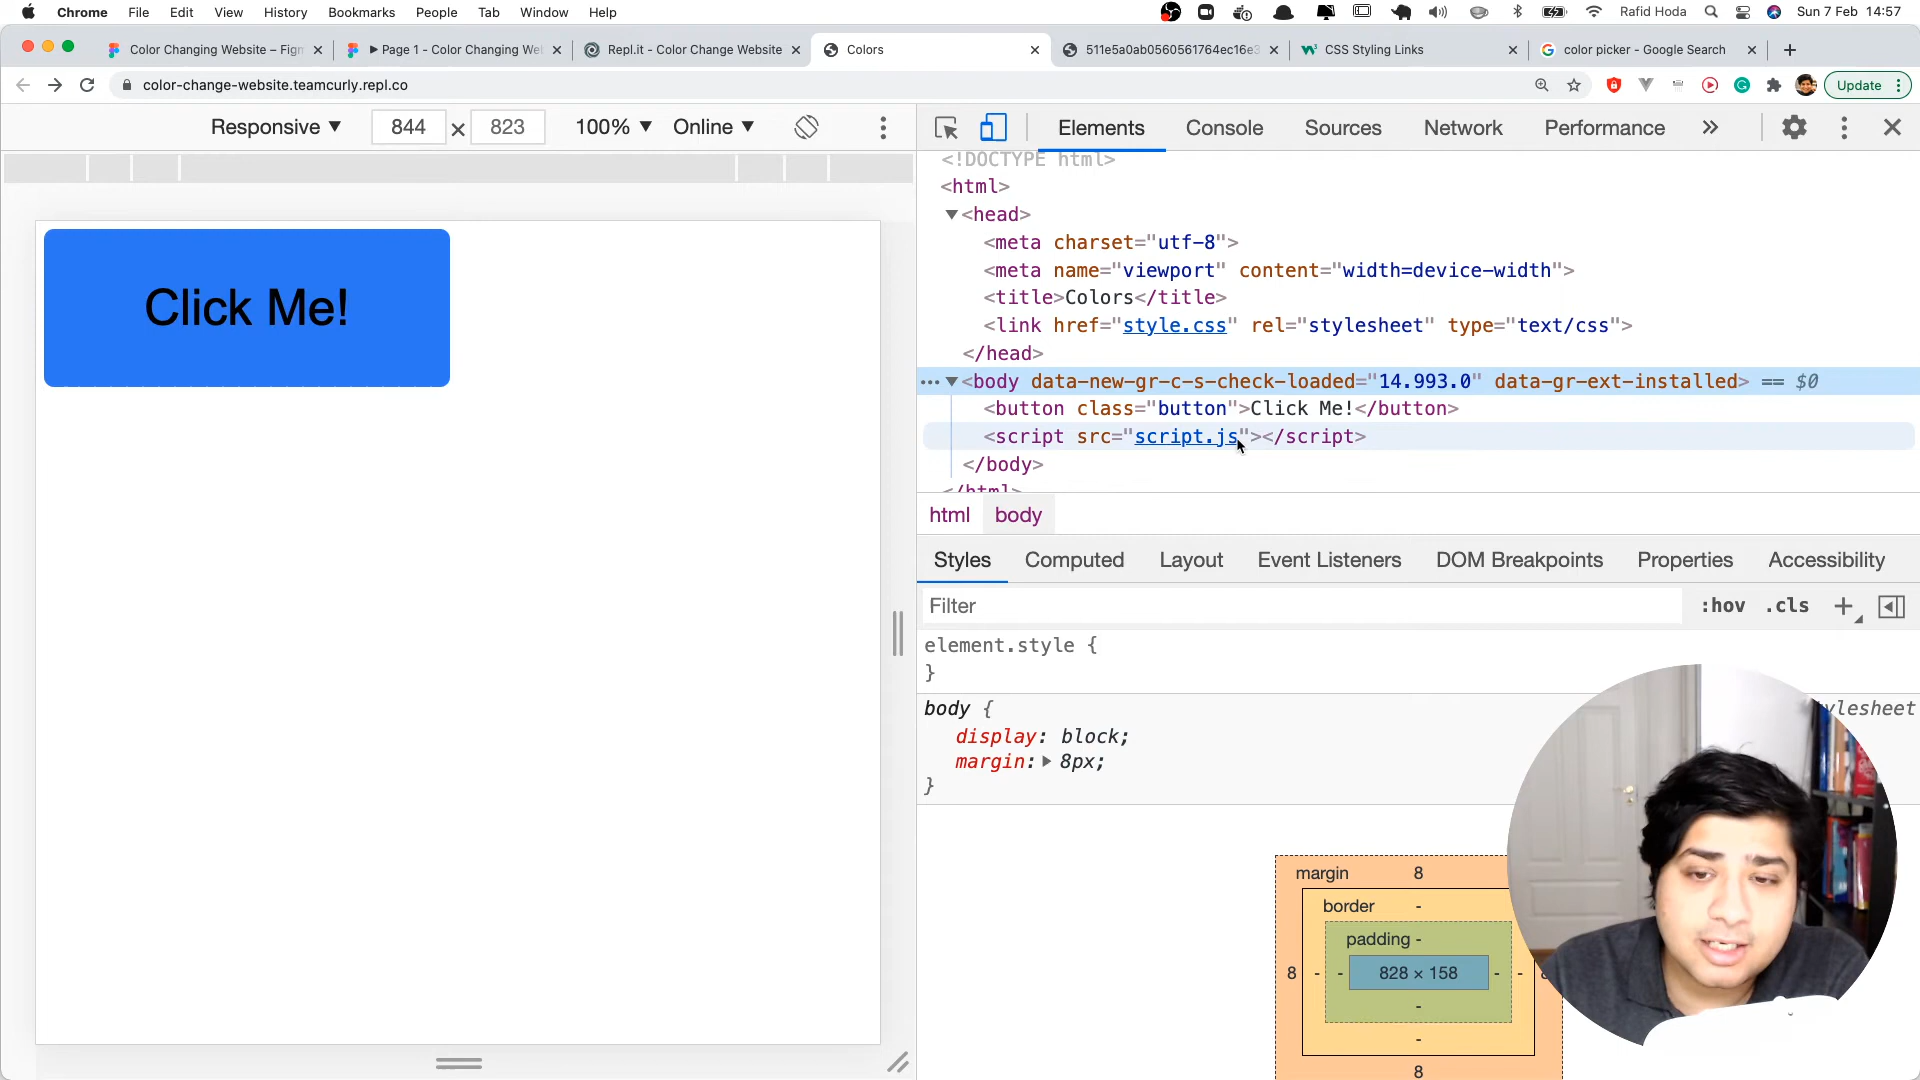 Chrome File Edit View History Bookmarks People Tab Window Help Rafid Hoda Sun 7 Feb 14:57
Color Changing Website – Figm Page 1 - Color Changing We Repl.it - Color Change Website Colors 511e5a0ab0560561764ec16e3 CSS Styling Links color picker - Google Search
color-change-website.teamcurly.repl.co Update
Responsive ▼ 844 × 823 100% ▼ Online ▼ Elements Console Sources Network Performance »
Click Me!
<!DOCTYPE html>
<html>
▼<head>
<meta charset="utf-8">
<meta name="viewport" content="width=device-width">
<title>Colors</title>
<link href="style.css" rel="stylesheet" type="text/css">
</head>
…▼<body data-new-gr-c-s-check-loaded="14.993.0" data-gr-ext-installed> == $0
<button class="button">Click Me!</button>
<script src="script.js"></script>
</body>
</html>
html body
Styles Computed Layout Event Listeners DOM Breakpoints Properties Accessibility
Filter :hov .cls +
element.style {
}
body { ylesheet
display: block;
margin:▶ 8px;
}
margin 8
border -
padding -
8 - - 828 × 158 - -
-
-
8